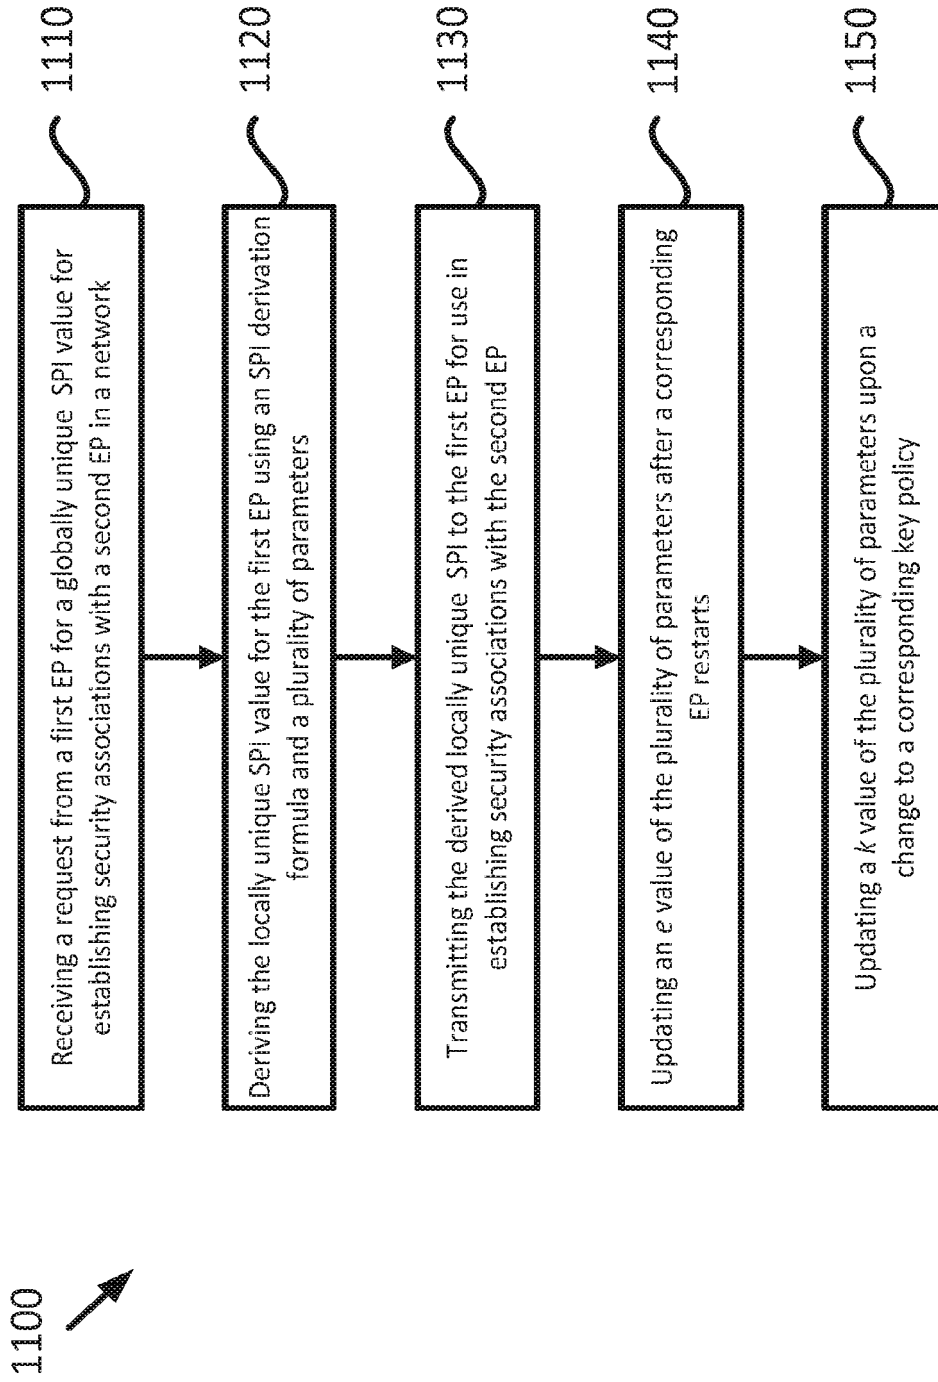 1100
Receiving a request from a first EP for a globally unique SPI value for
establishing security associations with a second EP in a network
1110
Deriving the locally unique SPI value for the first EP using an SPI derivation
formula and a plurality of parameters
1120
Transmitting the derived locally unique SPI to the first EP for use in
establishing security associations with the second EP
1130
Updating an e value of the plurality of parameters after a corresponding
EP restarts
1140
Updating a k value of the plurality of parameters upon a
change to a corresponding key policy
1150